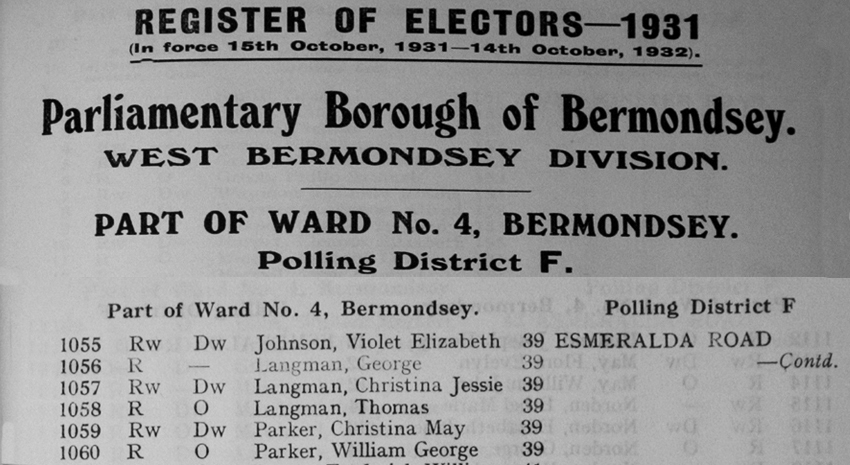 REGISTER OF ELECTORS—1931
(In force 15th October, 1931—14th October, 1932).
Parliamentary Borough of Bermondsey.
WEST BERMONDSEY DIVISION.
PART OF WARD No. 4, BERMONDSEY.
Polling District F.
Part of Ward No. 4, Bermondsey. Polling District F
1055 Rw Dw Johnson, Violet Elizabeth 39 ESMERALDA ROAD
1056 R — Langman, George 39 —Contd.
1057 Rw Dw Langman, Christina Jessie 39
1058 R O Langman, Thomas 39
1059 Rw Dw Parker, Christina May 39
1060 R O Parker, William George 39